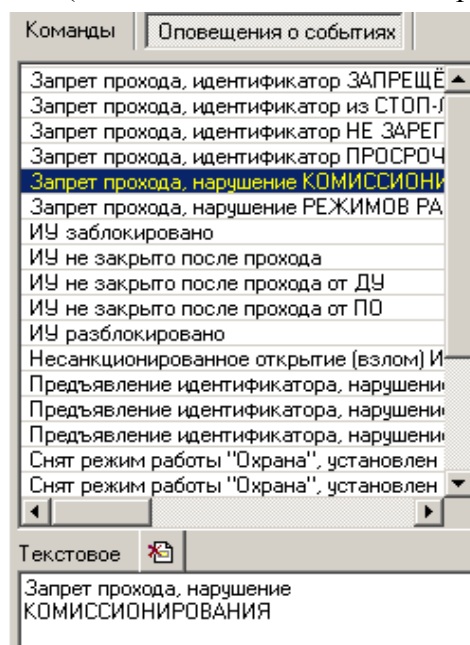 Команды Оповещения о событиях
Запрет прохода, идентификатор ЗАПРЕЩЁ
Запрет прохода, идентификатор из СТОП-Л
Запрет прохода, идентификатор НЕ ЗАРЕГ
Запрет прохода, идентификатор ПРОСРОЧ
Запрет прохода, нарушение КОМИССИОНИ
Запрет прохода, нарушение РЕЖИМОВ РА
ИУ заблокировано
ИУ не закрыто после прохода
ИУ не закрыто после прохода от ДУ
ИУ не закрыто после прохода от ПО
ИУ разблокировано
Несанкционированное открытие (взлом) И
Предъявление идентификатора, нарушени
Предъявление идентификатора, нарушени
Предъявление идентификатора, нарушени
Снят режим работы "Охрана", установлен
Снят режим работы "Охрана", установлен
Текстовое
Запрет прохода, нарушение
КОМИССИОНИРОВАНИЯ